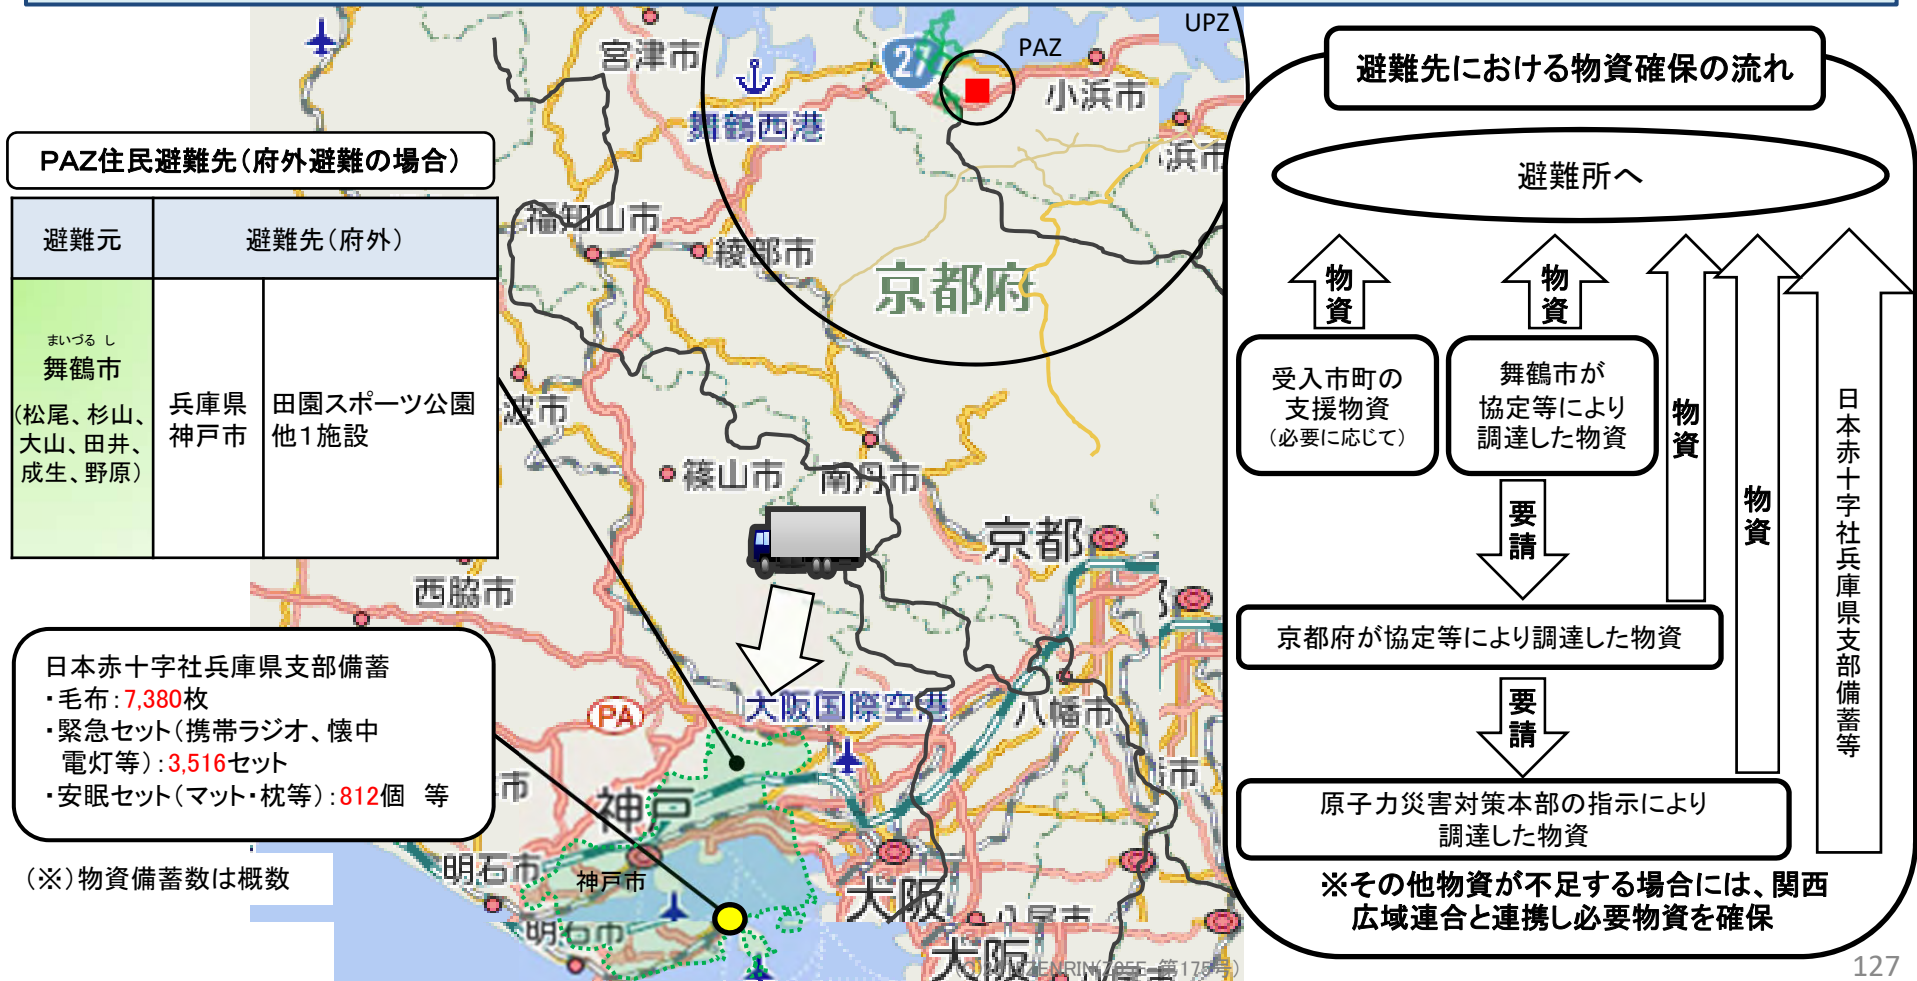 PAZ住民避難先(府外避難の場合)
避難元
避難先(府外)
まいづる し
舞鶴市
(松尾、杉山、
大山、田井、
成生、野原)
兵庫県
神戸市
田園スポーツ公園
他1施設
日本赤十字社兵庫県支部備蓄
・毛布:7,380枚
・緊急セット(携帯ラジオ、懐中
電灯等):3,516セット
・安眠セット(マット・枕等):812個 等
(※)物資備蓄数は概数
宮津市
27
PAZ
UPZ
小浜市
舞鶴西港
浜市
福知山市
綾部市
京都府
波市
篠山市
南丹市
京都
西脇市
PA
大阪国際空港
八幡市
市
市
神戸
明石市
神戸市
明石市
大阪
八尾市
大阪
避難先における物資確保の流れ
避難所へ
物資
物資
物資
物資
受入市町の
支援物資
(必要に応じて)
舞鶴市が
協定等により
調達した物資
要請
京都府が協定等により調達した物資
要請
原子力災害対策本部の指示により
調達した物資
日本赤十字社兵庫県支部備蓄等
※その他物資が不足する場合には、関西
広域連合と連携し必要物資を確保
127